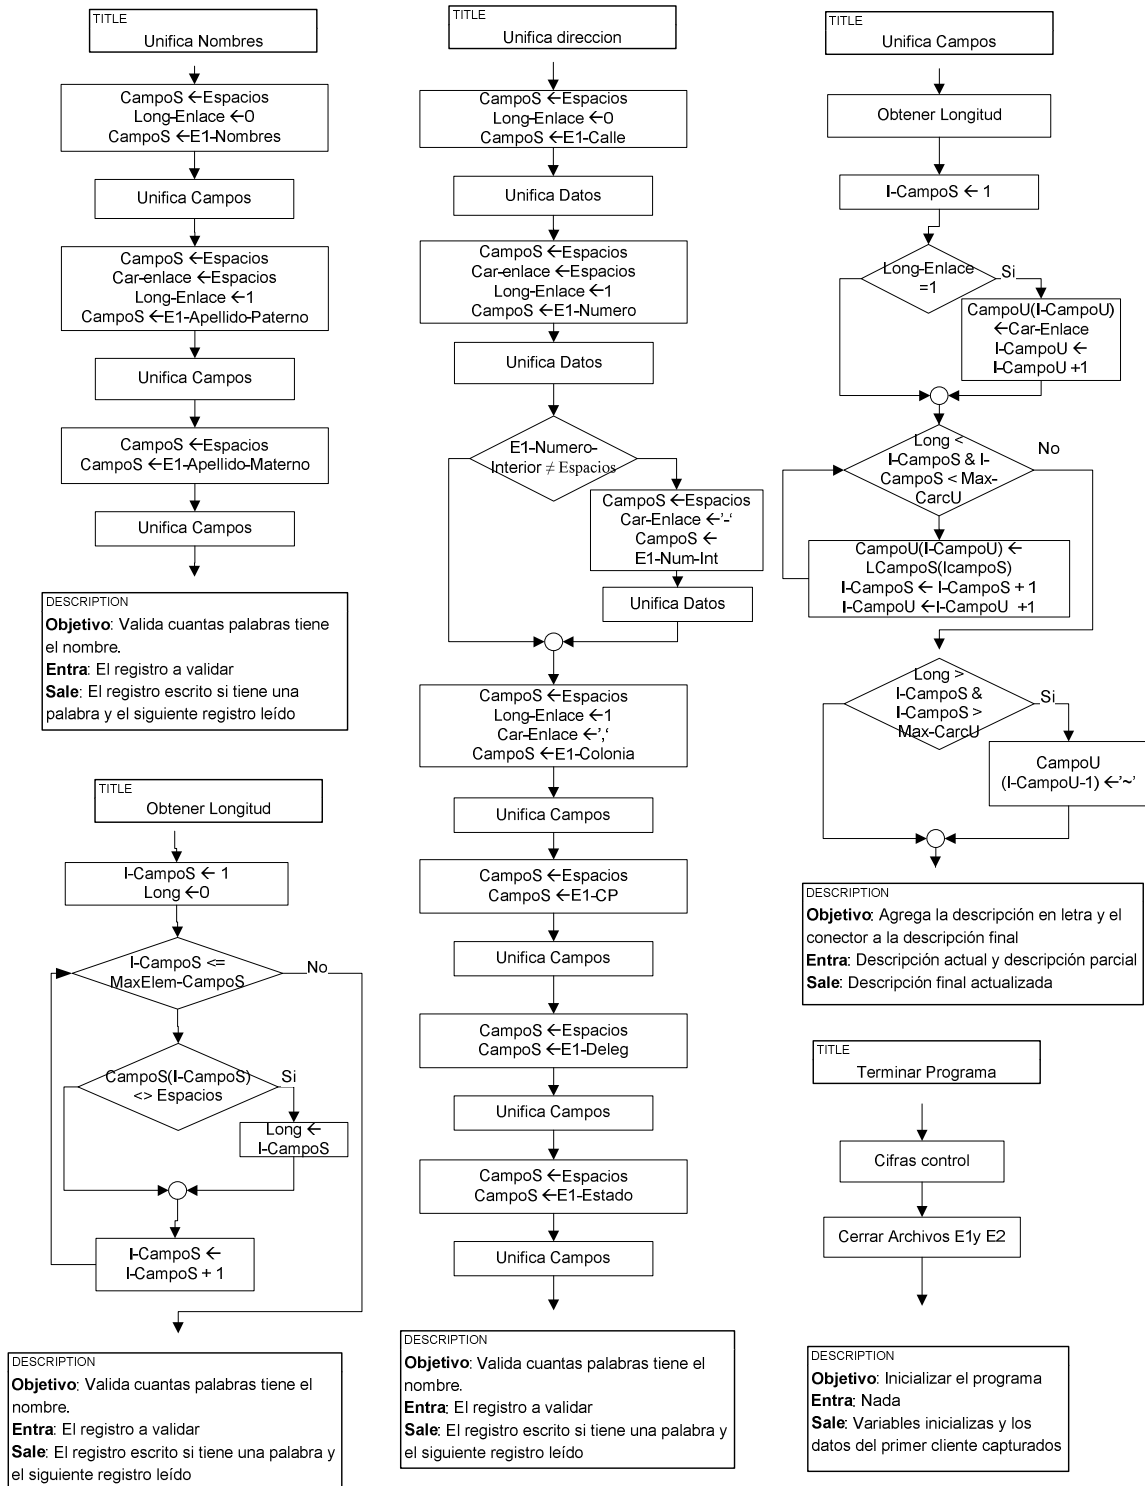 TITLE
Unifica Nombres
CampoS ←Espacios
Long-Enlace ←0
CampoS ←E1-Nombres
Unifica Campos
CampoS ←Espacios
Car-enlace ←Espacios
Long-Enlace ←1
CampoS ←E1-Apellido-Paterno
Unifica Campos
CampoS ←Espacios
CampoS ←E1-Apellido-Materno
Unifica Campos
DESCRIPTION
Objetivo: Valida cuantas palabras tiene
el nombre.
Entra: El registro a validar
Sale: El registro escrito si tiene una
palabra y el siguiente registro leído
TITLE
Obtener Longitud
I-CampoS ← 1
Long ←0
I-CampoS <=
MaxElem-CampoS
No
CampoS(I-CampoS)
<> Espacios
Si
Long ←
I-CampoS
I-CampoS ←
I-CampoS + 1
DESCRIPTION
Objetivo: Valida cuantas palabras tiene el
nombre.
Entra: El registro a validar
Sale: El registro escrito si tiene una palabra y
el siguiente registro leído
TITLE
Unifica direccion
CampoS ←Espacios
Long-Enlace ←0
CampoS ←E1-Calle
Unifica Datos
CampoS ←Espacios
Car-enlace ←Espacios
Long-Enlace ←1
CampoS ←E1-Numero
Unifica Datos
E1-Numero-
Interior ≠ Espacios
CampoS ←Espacios
Car-Enlace ←'-‘
CampoS ←
E1-Num-Int
Unifica Datos
CampoS ←Espacios
Long-Enlace ←1
Car-Enlace ←’,‘
CampoS ←E1-Colonia
Unifica Campos
CampoS ←Espacios
CampoS ←E1-CP
Unifica Campos
CampoS ←Espacios
CampoS ←E1-Deleg
Unifica Campos
CampoS ←Espacios
CampoS ←E1-Estado
Unifica Campos
DESCRIPTION
Objetivo: Valida cuantas palabras tiene el
nombre.
Entra: El registro a validar
Sale: El registro escrito si tiene una palabra y
el siguiente registro leído
TITLE
Unifica Campos
Obtener Longitud
I-CampoS ← 1
Long-Enlace
=1
Si
CampoU(I-CampoU)
←Car-Enlace
I-CampoU ←
I-CampoU +1
Long <
I-CampoS & I-
CampoS < Max-
CarcU
No
CampoU(I-CampoU) ←
LCampoS(IcampoS)
I-CampoS ← I-CampoS + 1
I-CampoU ←I-CampoU +1
Long >
I-CampoS &
I-CampoS >
Max-CarcU
Si
CampoU
(I-CampoU-1) ←’~’
DESCRIPTION
Objetivo: Agrega la descripción en letra y el
conector a la descripción final
Entra: Descripción actual y descripción parcial
Sale: Descripción final actualizada
TITLE
Terminar Programa
Cifras control
Cerrar Archivos E1y E2
DESCRIPTION
Objetivo: Inicializar el programa
Entra: Nada
Sale: Variables inicializas y los
datos del primer cliente capturados